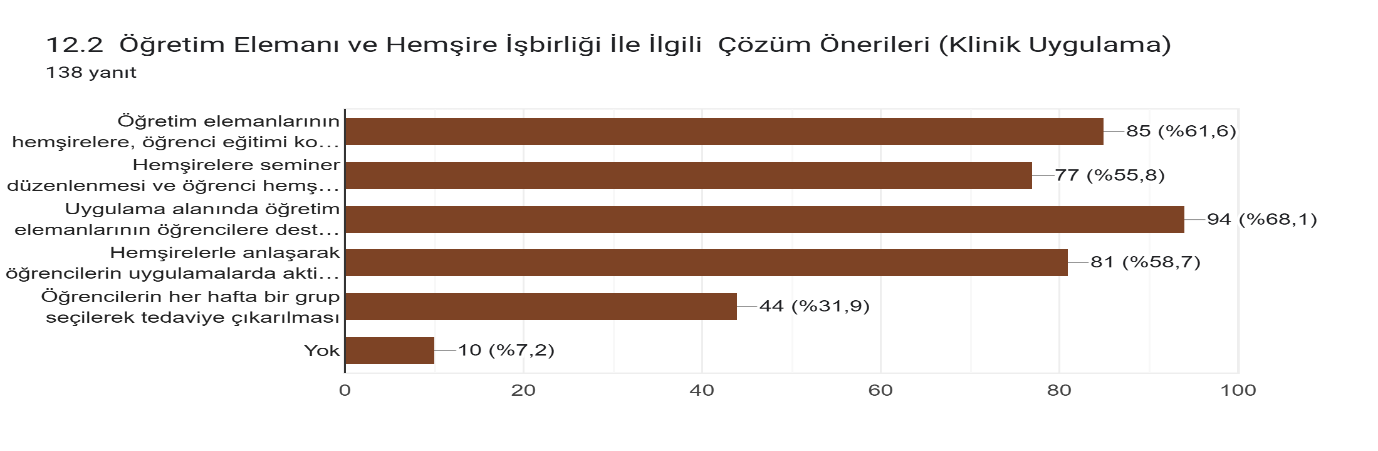 12.2 Öğretim Elemanı ve Hemşire İşbirliği İle İlgili Çözüm Önerileri (Klinik Uygulama)
138 yanıt
Öğretim elemanlarının
hemşirelere, öğrenci eğitimi ko...
85 (%61,6)
Hemşirelere seminer
düzenlenmesi ve öğrenci hemş...
77 (%55,8)
Uygulama alanında öğretim
elemanlarının öğrencilere dest...
94 (%68,1)
Hemşirelerle anlaşarak
öğrencilerin uygulamalarda akti...
81 (%58,7)
Öğrencilerin her hafta bir grup
seçilerek tedaviye çıkarılması
44 (%31,9)
Yok
10 (%7,2)
0 20 40 60 80 100